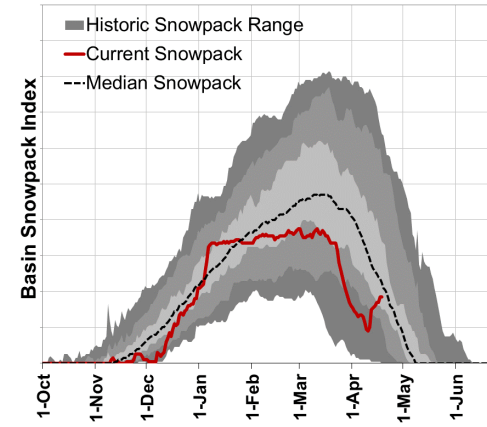 Historic Snowpack Range
Current Snowpack
Median Snowpack
Basin Snowpack Index
1-Oct
1-Nov
1-Dec
1-Jan
1-Feb
1-Mar
1-Apr
1-May
1-Jun